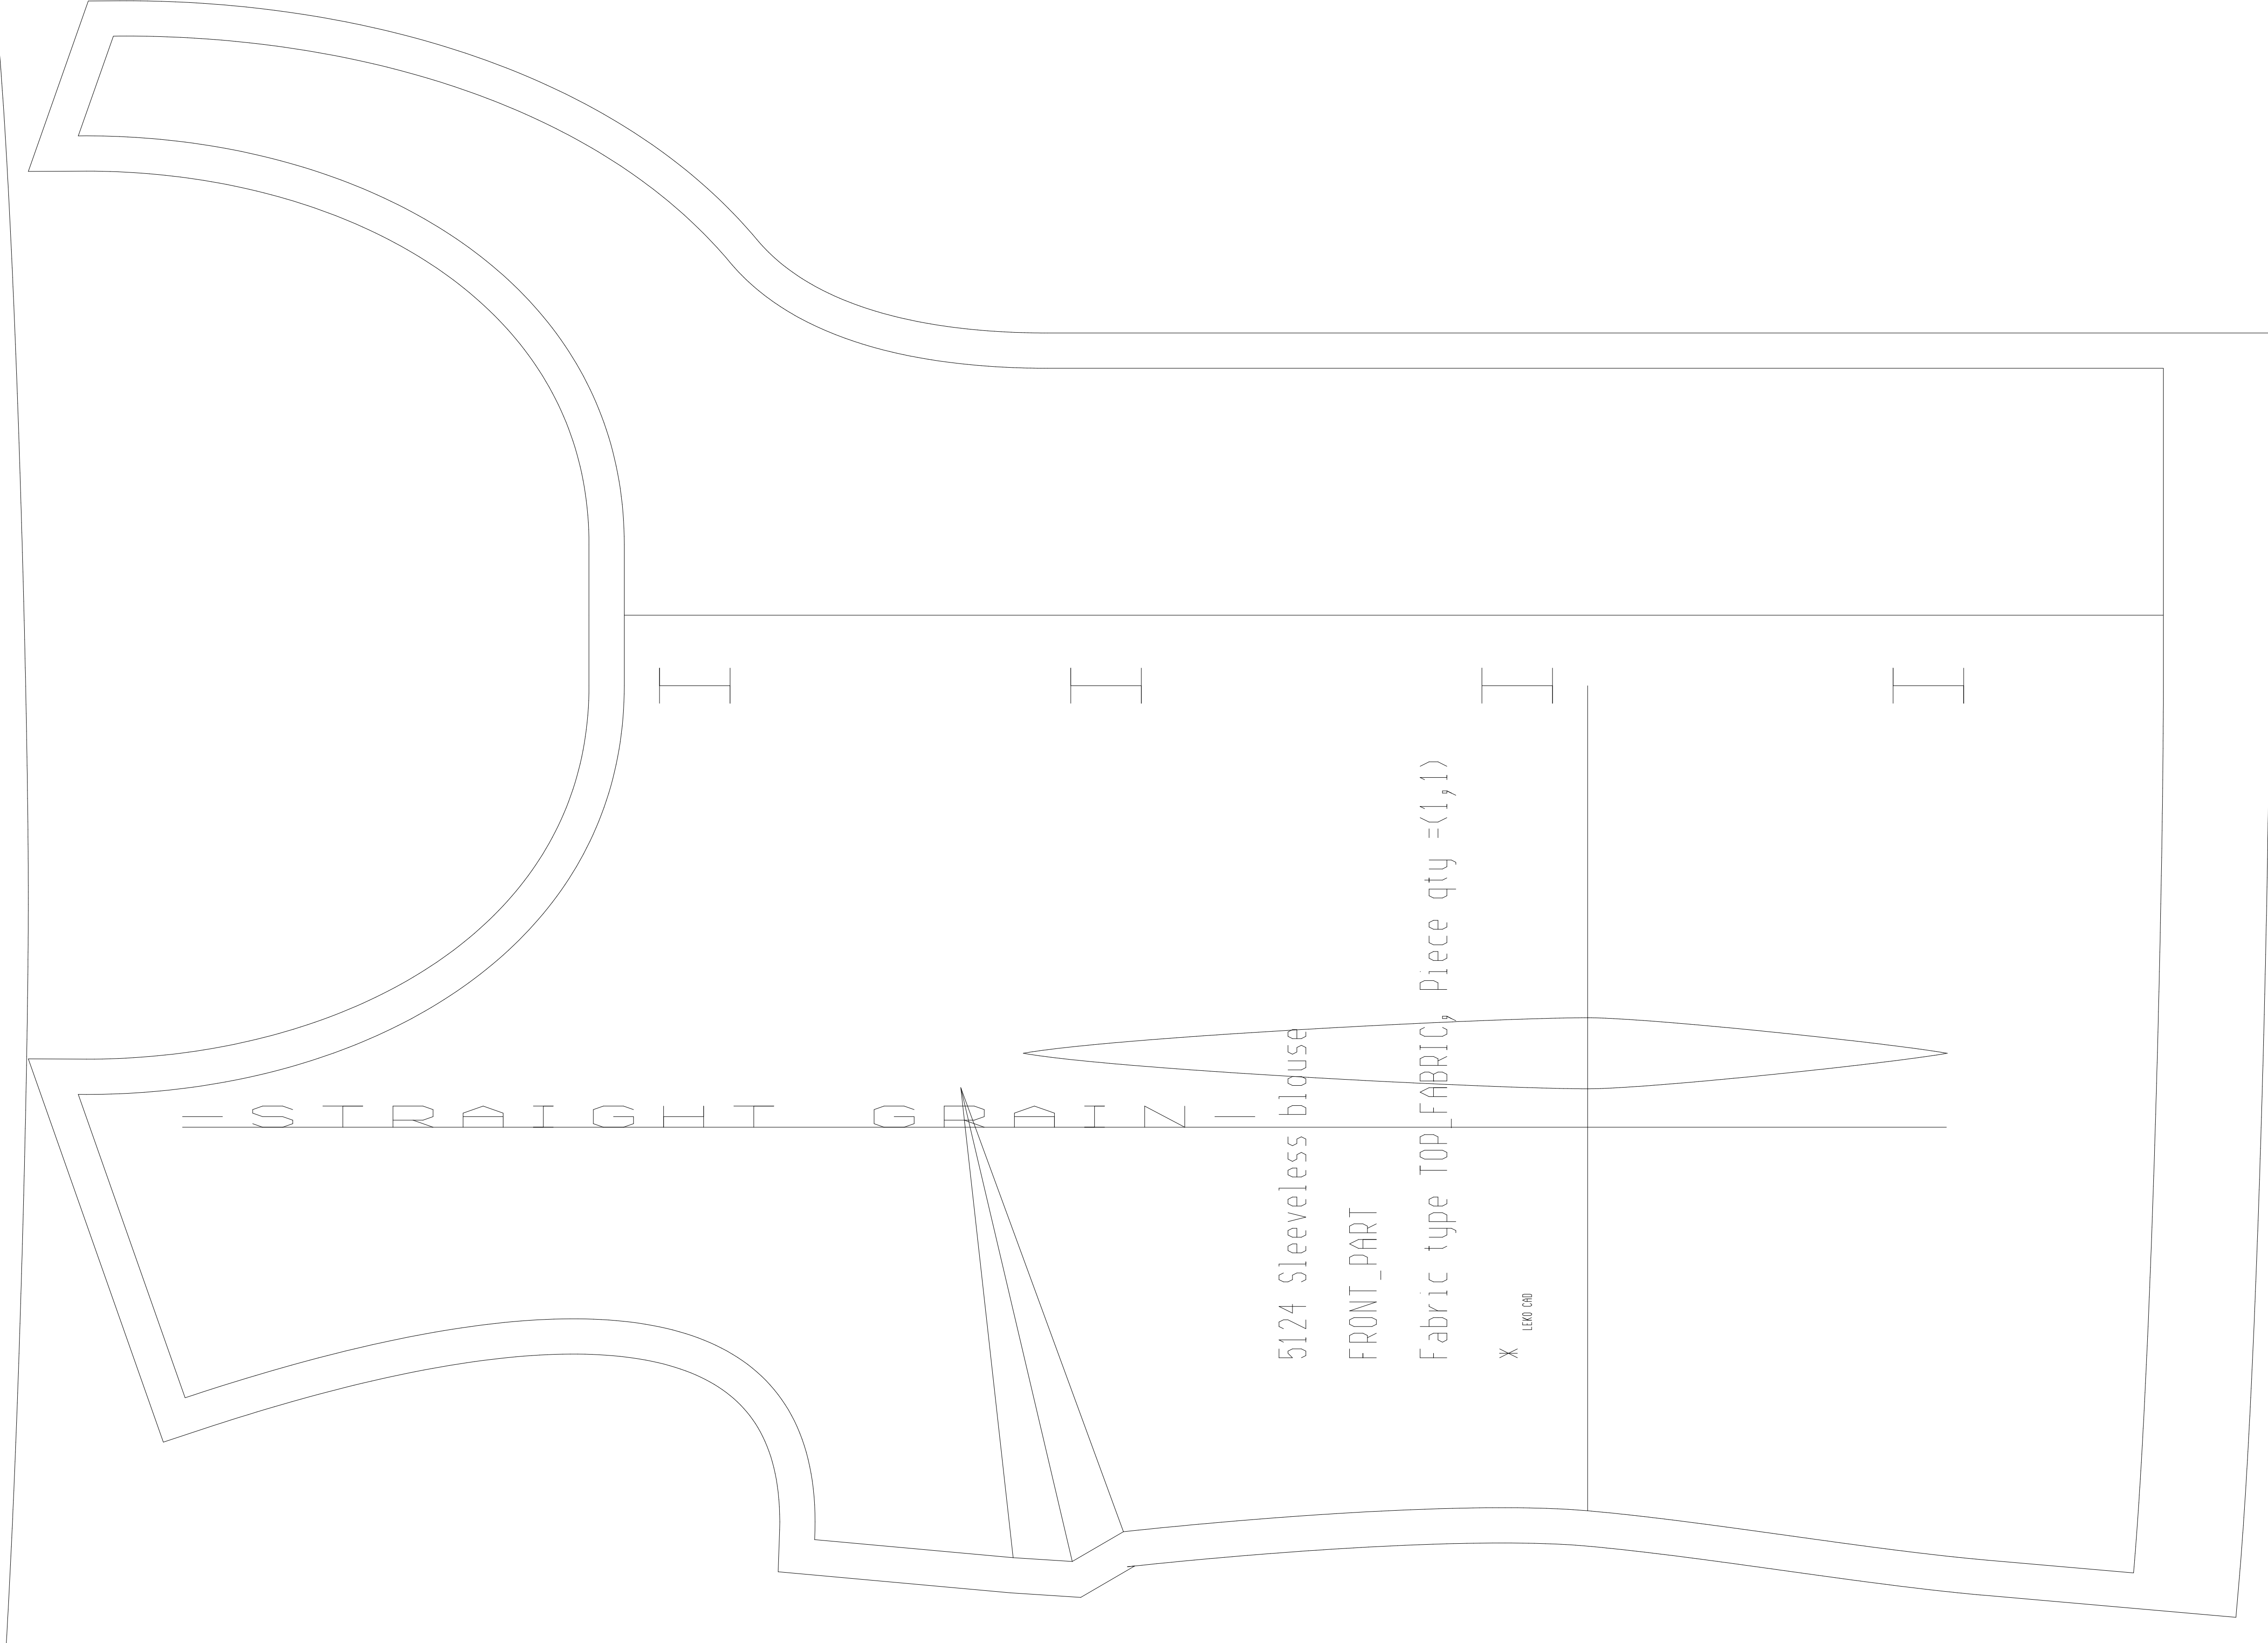 - STRAIGHT GRAIN -
5124 Sleeveless blouse
FRONT_PART
Fabric type TOP_FABRIC, Piece qty =(1,1)
*
LEKO CAD